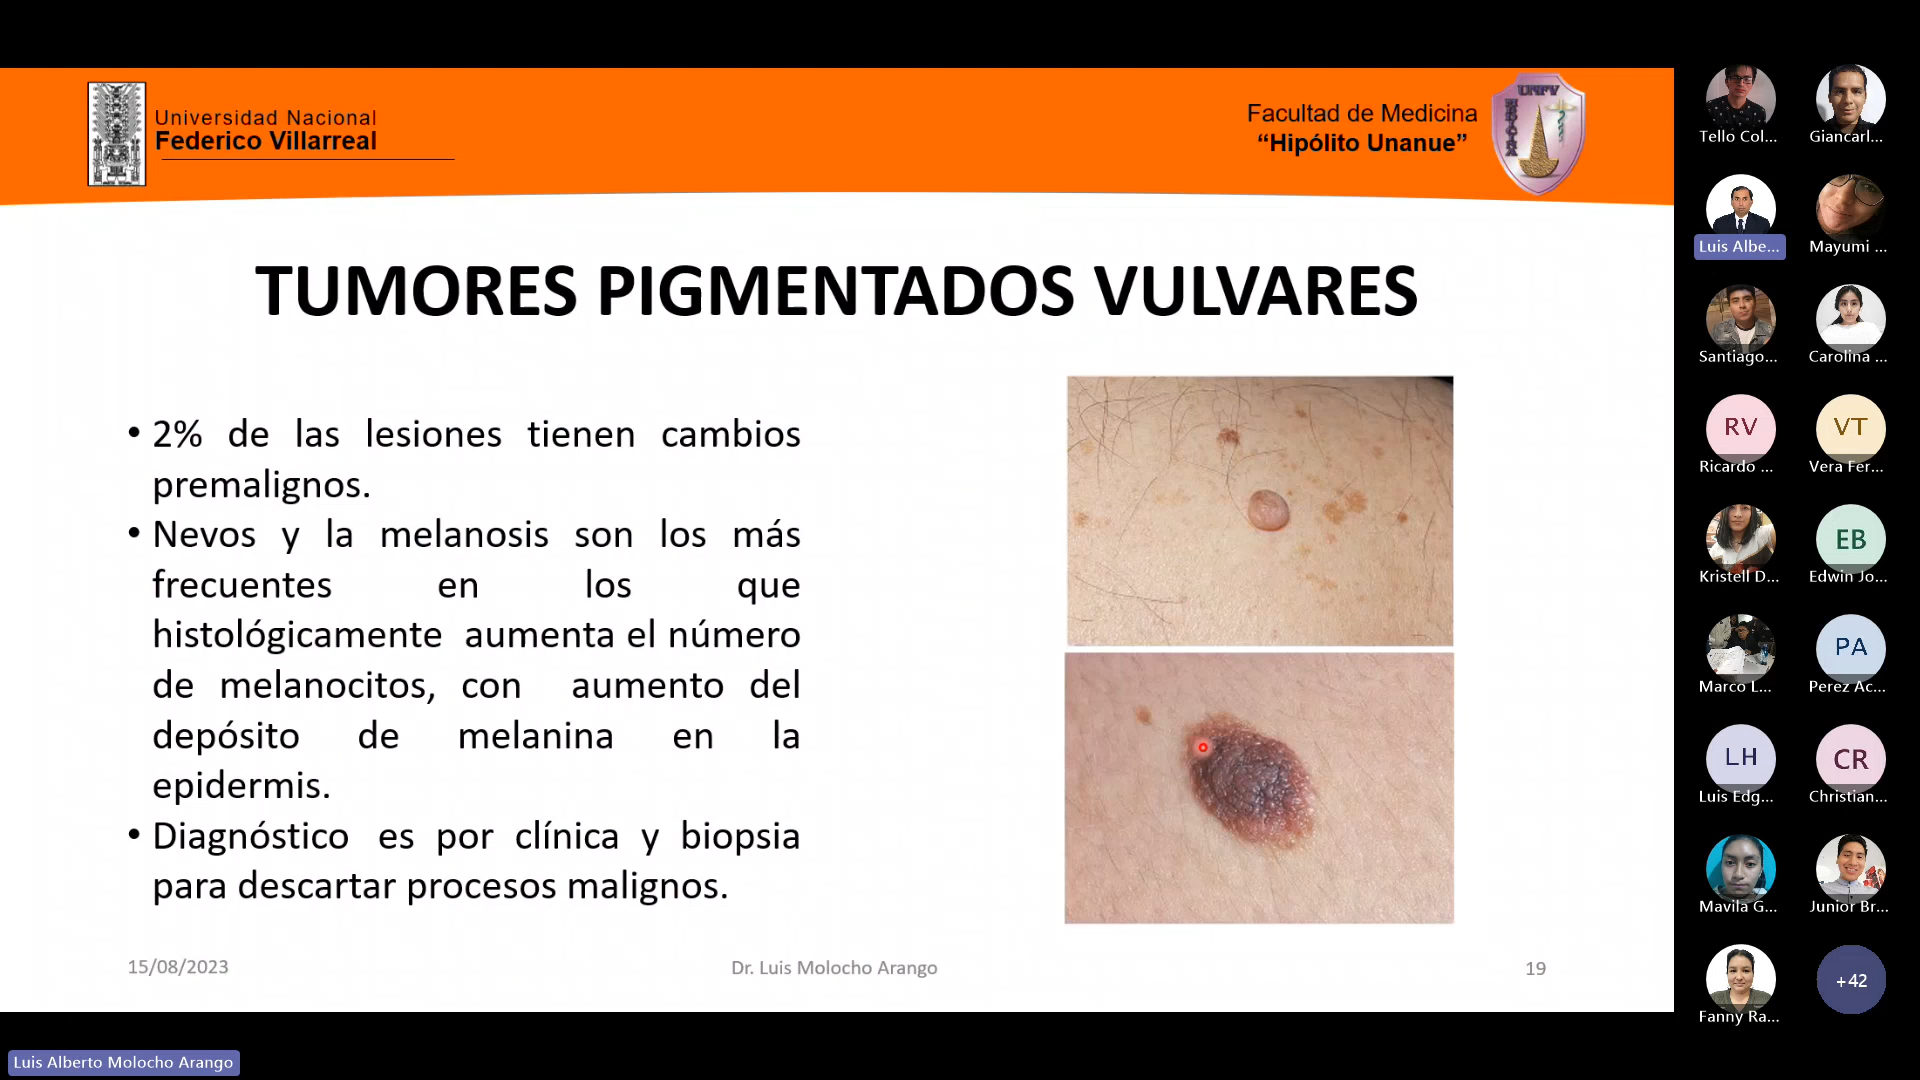 Universidad Nacional
Federico Villarreal
Facultad de Medicina
“Hipólito Unanue”
UNFV
TUMORES PIGMENTADOS VULVARES
• 2% de las lesiones tienen cambios
premalignos.
• Nevos y la melanosis son los más
frecuentes en los que
histológicamente aumenta el número
de melanocitos, con aumento del
depósito de melanina en la
epidermis.
• Diagnóstico es por clínica y biopsia
para descartar procesos malignos.
15/08/2023
Dr. Luis Molocho Arango
19
Tello Col...
Giancarl...
Luis Albe...
Mayumi ...
Santiago...
Carolina ...
RV
Ricardo ...
VT
Vera Fer...
Kristell D...
EB
Edwin Jo...
Marco L...
PA
Perez Ac...
LH
Luis Edg...
CR
Christian...
Mavila G...
Junior Br...
Fanny Ra...
+42
Luis Alberto Molocho Arango